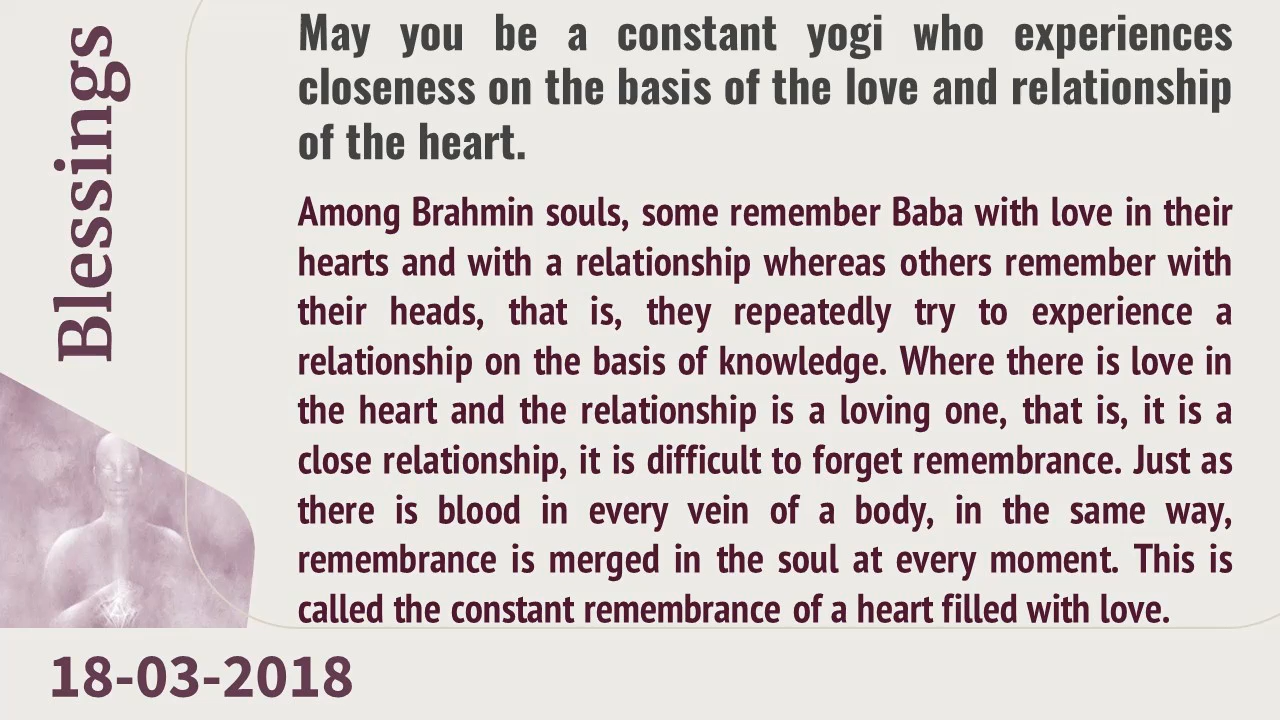 Blessings
May you be a constant yogi who experiences
closeness on the basis of the love and relationship
of the heart.
Among Brahmin souls, some remember Baba with love in their
hearts and with a relationship whereas others remember with
their heads, that is, they repeatedly try to experience a
relationship on the basis of knowledge. Where there is love in
the heart and the relationship is a loving one, that is, it is a
close relationship, it is difficult to forget remembrance. Just as
there is blood in every vein of a body, in the same way,
remembrance is merged in the soul at every moment. This is
called the constant remembrance of a heart filled with love.
18-03-2018